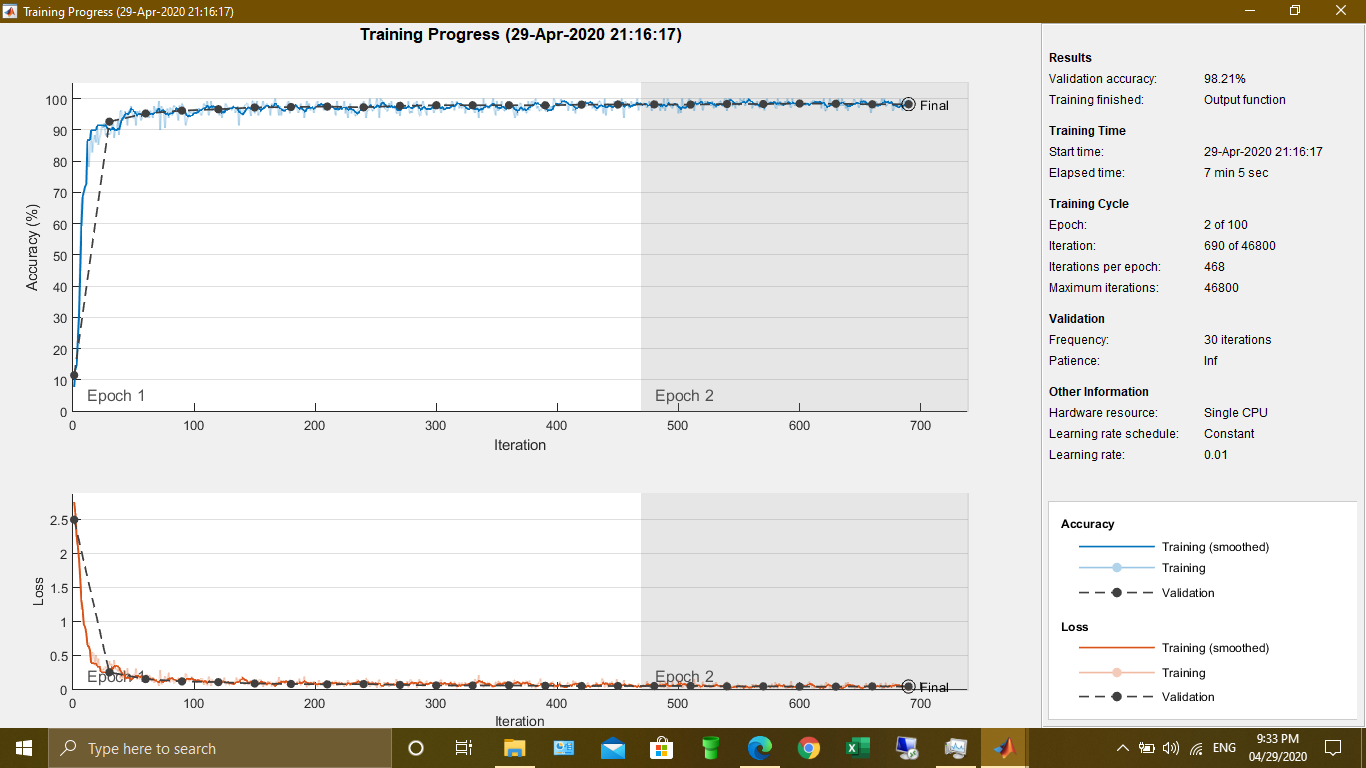 Training Progress (29-Apr-2020 21:16:17)
Training Progress (29-Apr-2020 21:16:17)
100
90
80
70
60
50
40
30
20
10
0
Accuracy (%)
Epoch 1
Epoch 2
Final
0 100 200 300 400 500 600 700
Iteration
2.5
2
1.5
1
0.5
0
Loss
Epoch 2
Final
0 100 200 300 400 500 600 700
Iteration
Results
Validation accuracy: 98.21%
Training finished: Output function
Training Time
Start time: 29-Apr-2020 21:16:17
Elapsed time: 7 min 5 sec
Training Cycle
Epoch: 2 of 100
Iteration: 690 of 46800
Iterations per epoch: 468
Maximum iterations: 46800
Validation
Frequency: 30 iterations
Patience: Inf
Other Information
Hardware resource: Single CPU
Learning rate schedule: Constant
Learning rate: 0.01
Accuracy
Training (smoothed)
Training
Validation
Loss
Training (smoothed)
Training
Validation
Type here to search
ENG
9:33 PM
04/29/2020